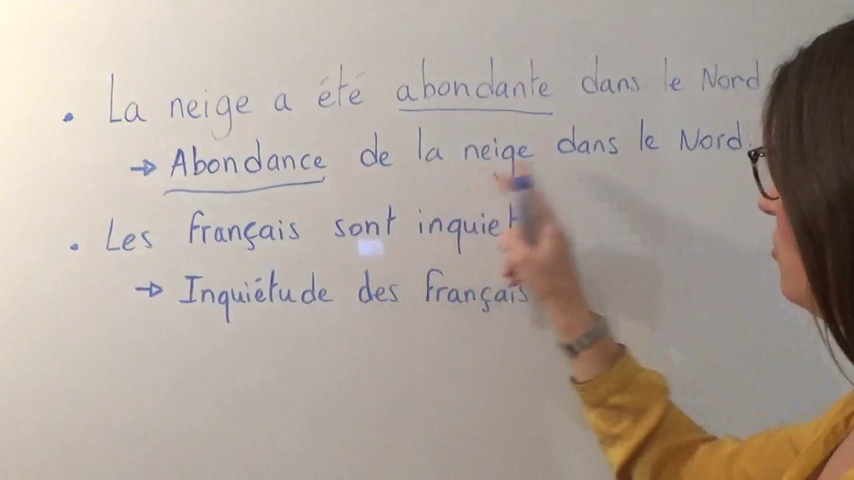 • La neige a été abondante dans le Nord
→ Abondance de la neige dans le Nord.
• Les français sont
→ Inquiétude des français